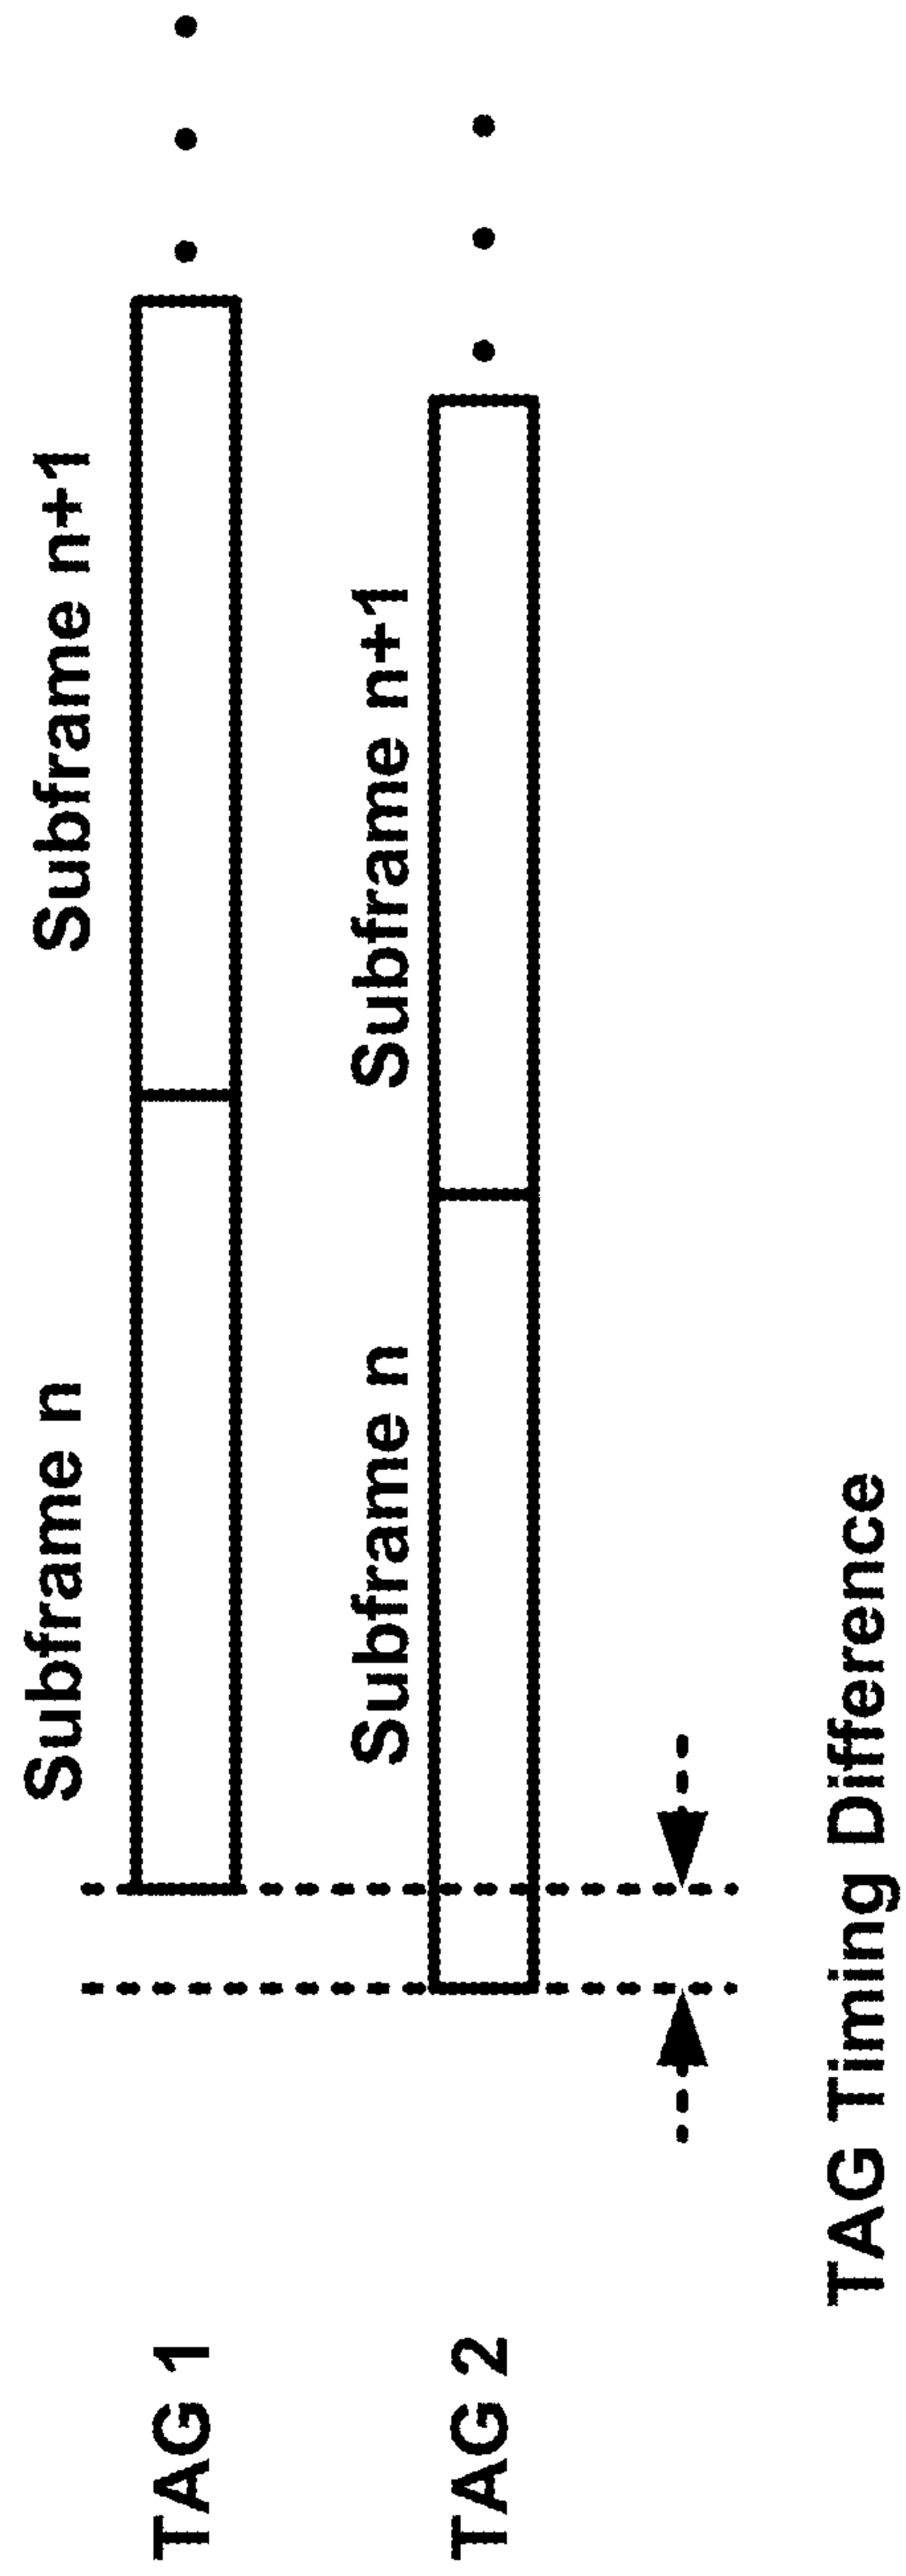 Subframe n
Subframe n+1
TAG 1
Subframe n
Subframe n+1
TAG 2
TAG Timing Difference